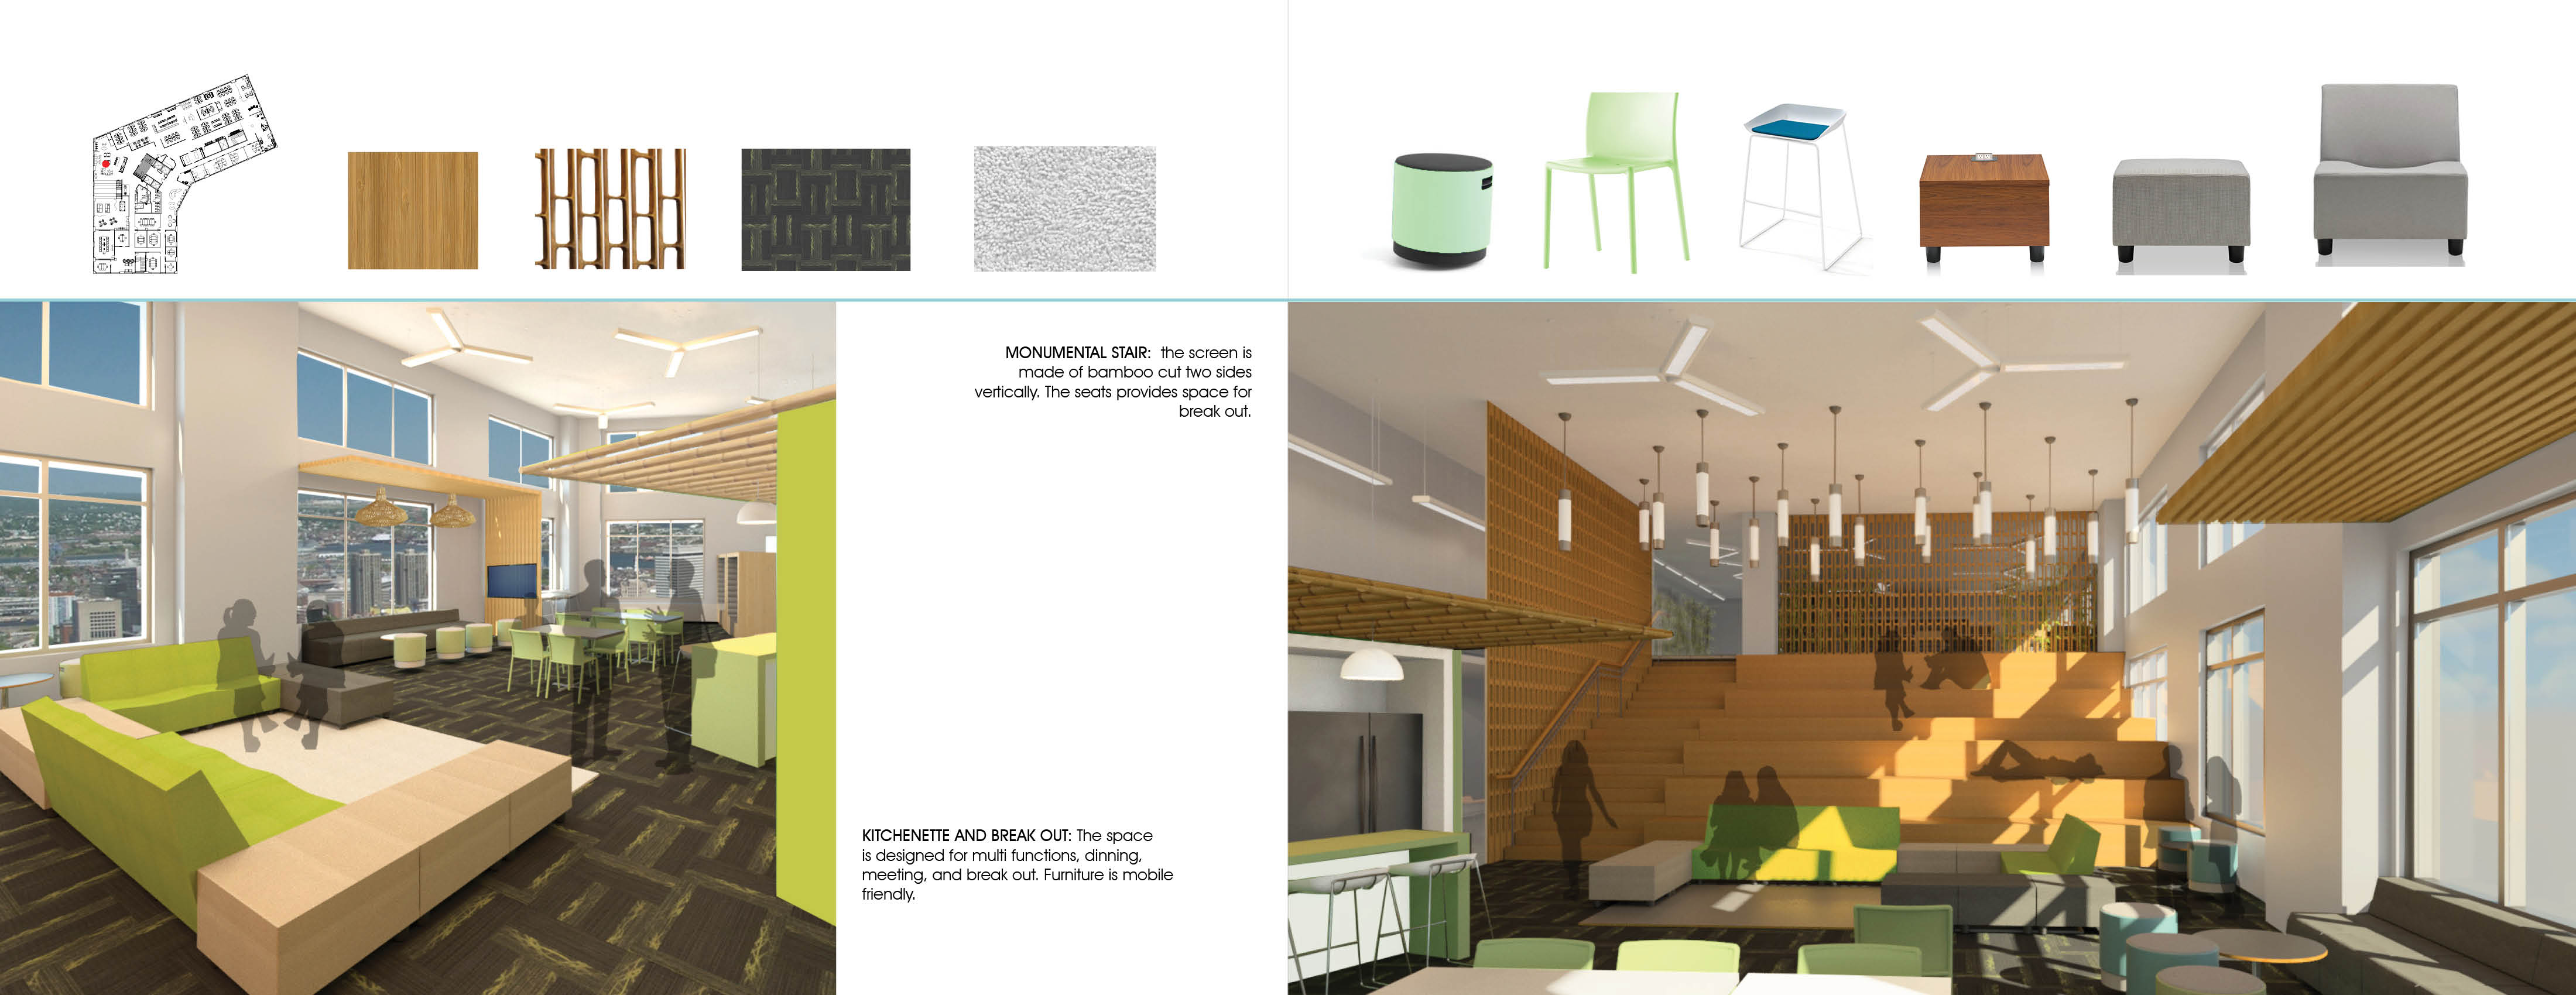 MONUMENTAL STAIR:  the screen is
made of bamboo cut two sides
vertically. The seats provides space for
break out.
KITCHENETTE AND BREAK OUT: The space
is designed for multi functions, dinning,
meeting, and break out. Furniture is mobile
friendly.